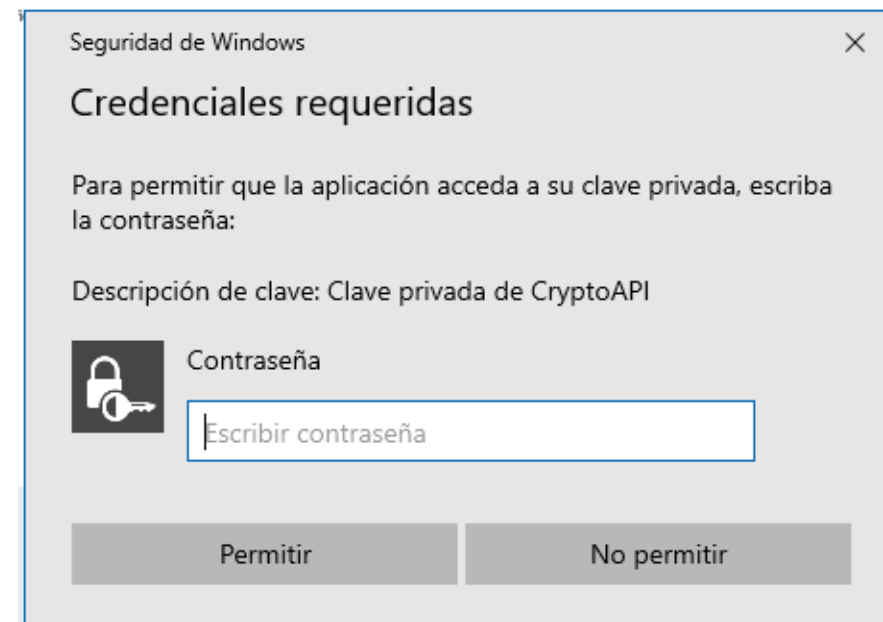 Seguridad de Windows
Credenciales requeridas
Para permitir que la aplicación acceda a su clave privada, escriba
la contraseña:
Descripción de clave: Clave privada de CryptoAPI
Contraseña
Escribir contraseña
Permitir
No permitir